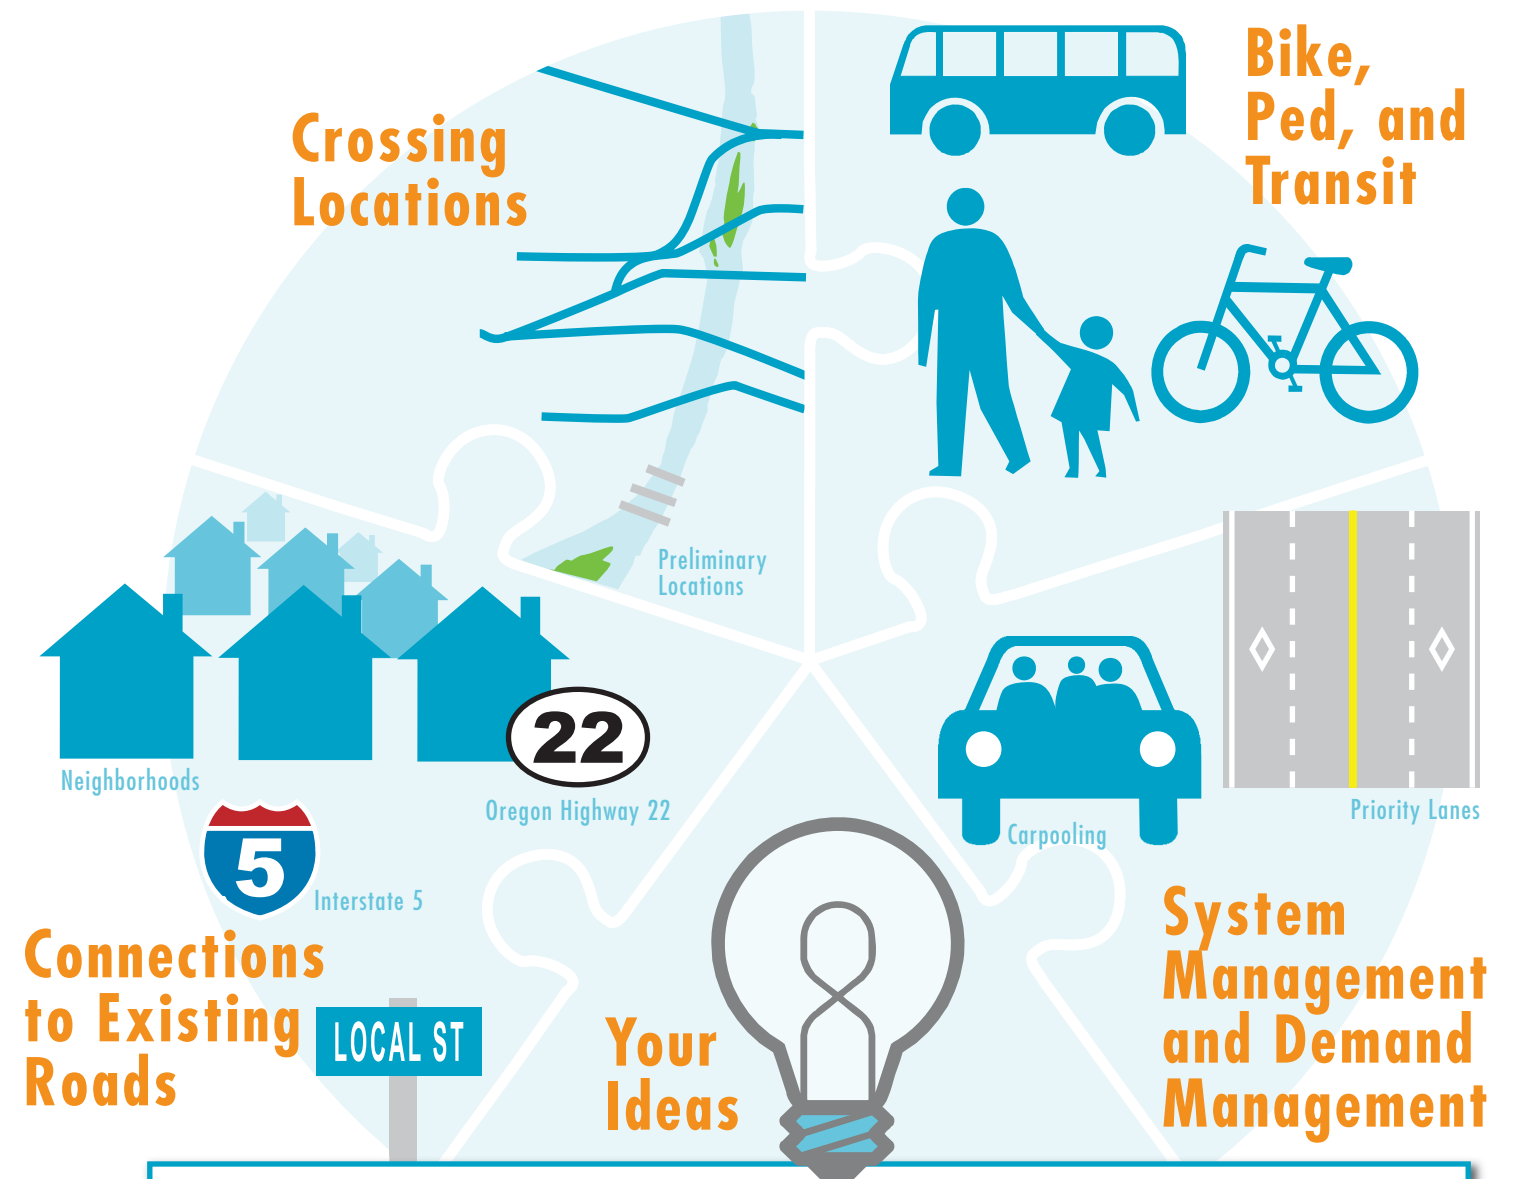 Crossing
Locations
Bike,
Ped, and
Transit
Preliminary
Locations
Neighborhoods
22
Oregon Highway 22
5
Interstate 5
Carpooling
Priority Lanes
Connections
to Existing
Roads
LOCAL ST
Your
Ideas
System
Management
and Demand
Management